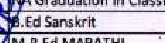 Graduation in Classi
B.Ed Sanskrit
M.P.Ed MARATHI